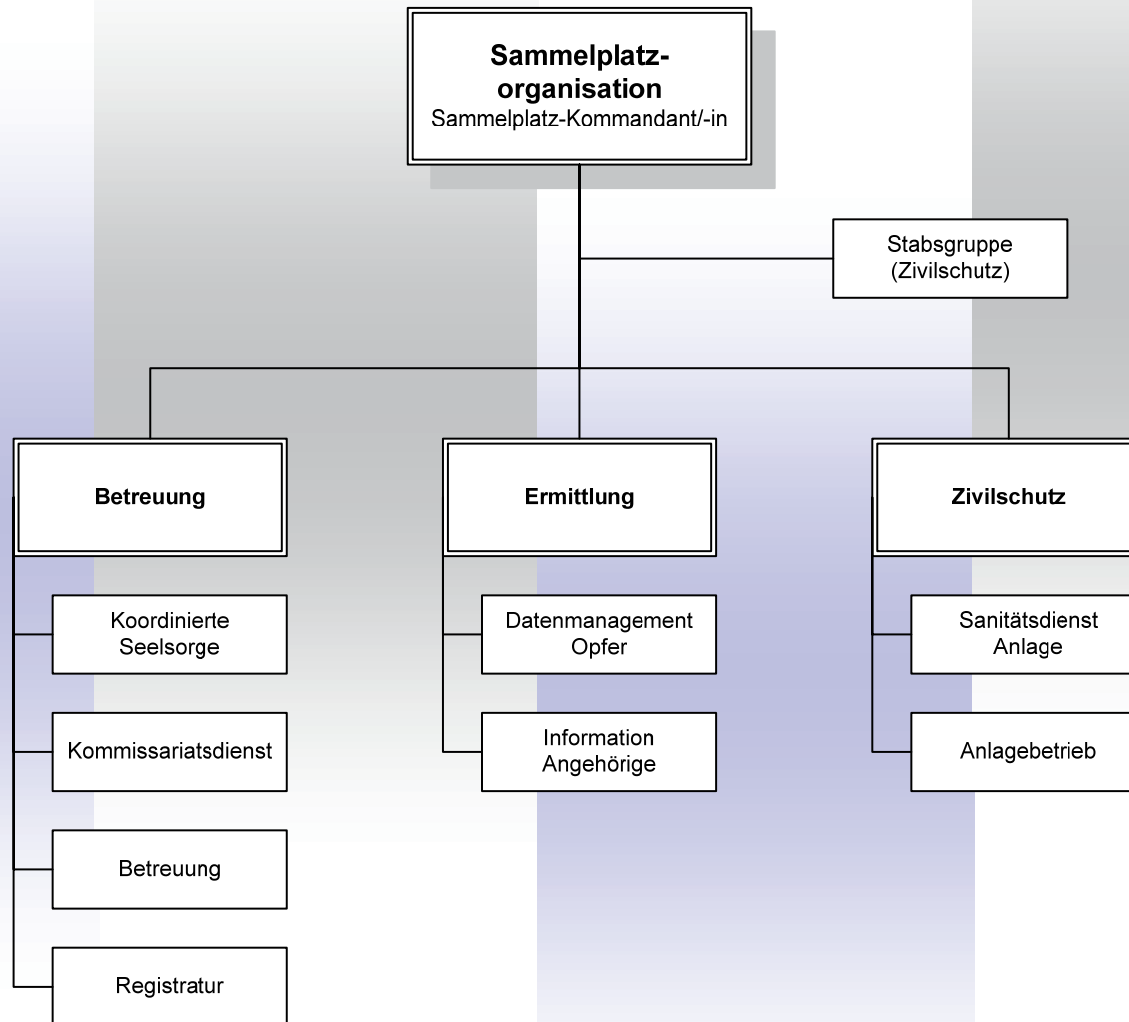 Sammelplatz-
organisation
Sammelplatz-Kommandant/-in
Stabsgruppe
(Zivilschutz)
Betreuung
Koordinierte
Seelsorge
Kommissariatsdienst
Betreuung
Registratur
Ermittlung
Datenmanagement
Opfer
Information
Angehörige
Zivilschutz
Sanitätsdienst
Anlage
Anlagebetrieb